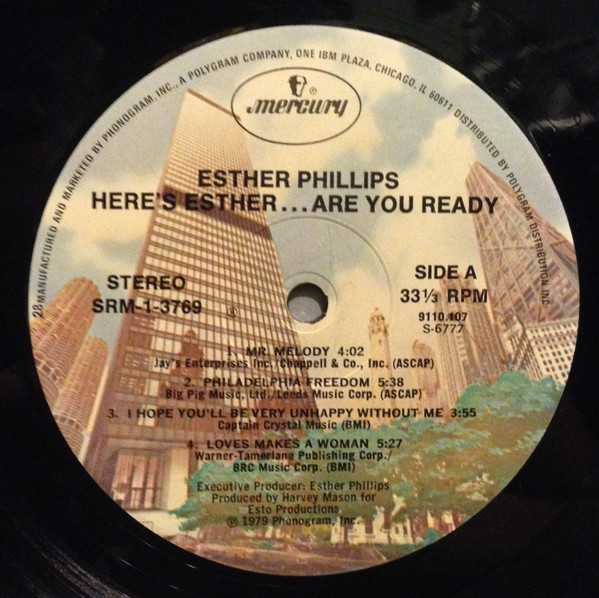 28 MANUFACTURED AND MARKETED BY PHONOGRAM, INC., A POLYGRAM COMPANY, ONE IBM PLAZA, CHICAGO, IL 60611 DISTRIBUTED BY POLYGRAM DISTRIBUTION, INC.
mercury
ESTHER PHILLIPS
HERE'S ESTHER...ARE YOU READY
STEREO
SRM-1-3769
SIDE A
33⅓ RPM
9110.107
S-6777
1. MR. MELODY 4:02
Jay's Enterprises Inc./Chappell & Co., Inc. (ASCAP)
2. PHILADELPHIA FREEDOM 5:38
Big Pig Music, Ltd./Leeds Music Corp. (ASCAP)
3. I HOPE YOU'LL BE VERY UNHAPPY WITHOUT ME 3:55
Captain Crystal Music (BMI)
4. LOVES MAKES A WOMAN 5:27
Warner-Tamerlane Publishing Corp./
BRC Music Corp. (BMI)
Executive Producer: Esther Phillips
Produced by Harvey Mason for
Esto Productions
℗ 1979 Phonogram, Inc.